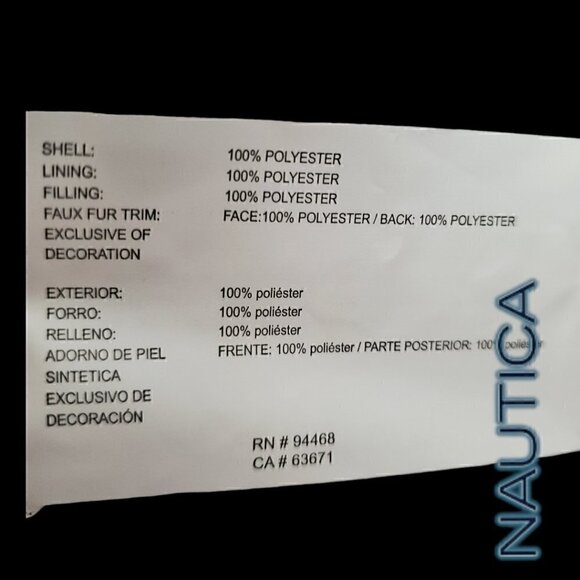 SHELL: 100% POLYESTER
LINING: 100% POLYESTER
FILLING: 100% POLYESTER
FAUX FUR TRIM: FACE:100% POLYESTER / BACK: 100% POLYESTER
EXCLUSIVE OF
DECORATION
EXTERIOR: 100% poliéster
FORRO: 100% poliéster
RELLENO: 100% poliéster
ADORNO DE PIEL FRENTE: 100% poliéster / PARTE POSTERIOR: 100% poliéster
SINTETICA
EXCLUSIVO DE
DECORACIÓN
RN # 94468
CA # 63671
NAUTICA